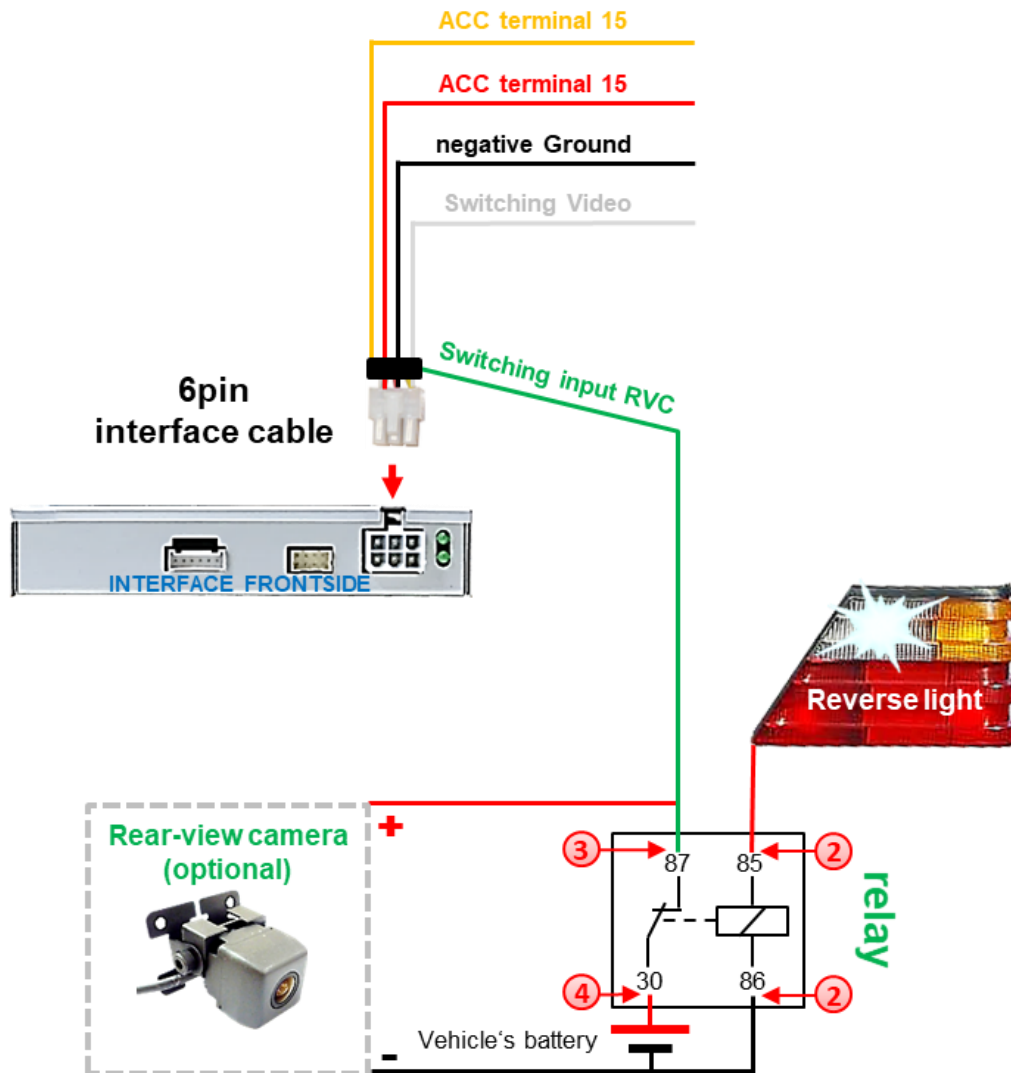 ACC terminal 15
ACC terminal 15
negative Ground
Switching Video
Switching input RVC
6pin
interface cable
INTERFACE FRONTSIDE
Reverse light
Rear-view camera
(optional)
+
3
87
85
2
relay
4
30
86
2
Vehicle‘s battery
-